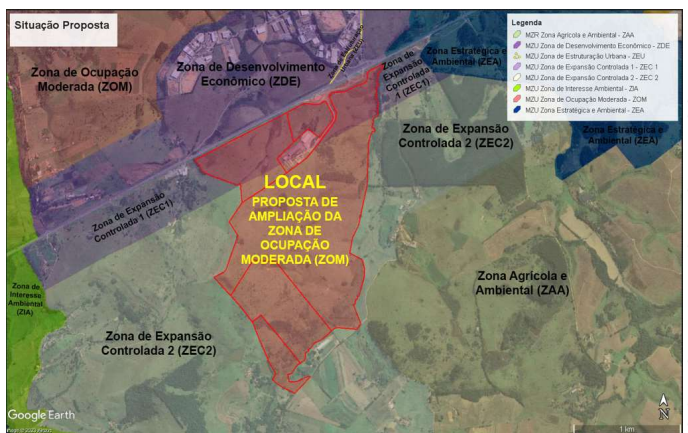 Situação Proposta
Legenda
MZR Zona Agrícola e Ambiental - ZAA
MZU Zona de Desenvolvimento Econômico - ZDE
MZU Zona de Estruturação Urbana - ZEU
MZU Zona de Expansão Controlada 1 - ZEC 1
MZU Zona de Expansão Controlada 2 - ZEC 2
MZU Zona de Interesse Ambiental - ZIA
MZU Zona de Ocupação Moderada - ZOM
MZU Zona Estratégica e Ambiental - ZEA
Zona de Ocupação
Moderada (ZOM)
Zona de Desenvolvimento
Econômico (ZDE)
Zona de Estruturação
Urbana (ZEU)
Zona de
Expansão
Controlada
1 (ZEC1)
Zona Estratégica e
Ambiental (ZEA)
Zona de Expansão
Controlada 2 (ZEC2)
Zona Estratégica e
Ambiental (ZEA)
LOCAL
PROPOSTA DE
AMPLIAÇÃO DA
ZONA DE
OCUPAÇÃO
MODERADA (ZOM)
Zona de Expansão
Controlada 1 (ZEC1)
Zona de
Interesse
Ambiental
(ZIA)
Zona Agrícola e
Ambiental (ZAA)
Zona de Expansão
Controlada 2 (ZEC2)
Google Earth
N
1 km